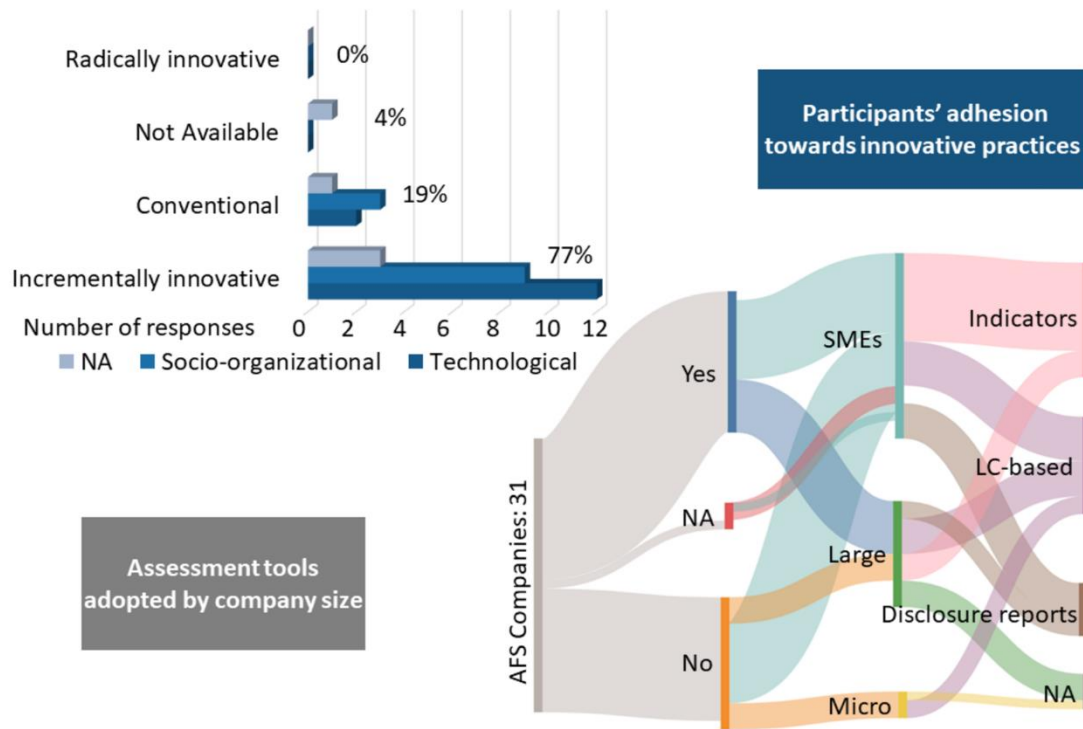 Radically innovative
0%
Not Available
4%
Conventional
19%
Incrementally innovative
77%
Number of responses
0 2 4 6 8 10 12
NA Socio-organizational Technological
Participants’ adhesion
towards innovative practices
Assessment tools
adopted by company size
AFS Companies: 31
Yes
NA
No
SMEs
Large
Micro
Indicators
LC-based
Disclosure reports
NA